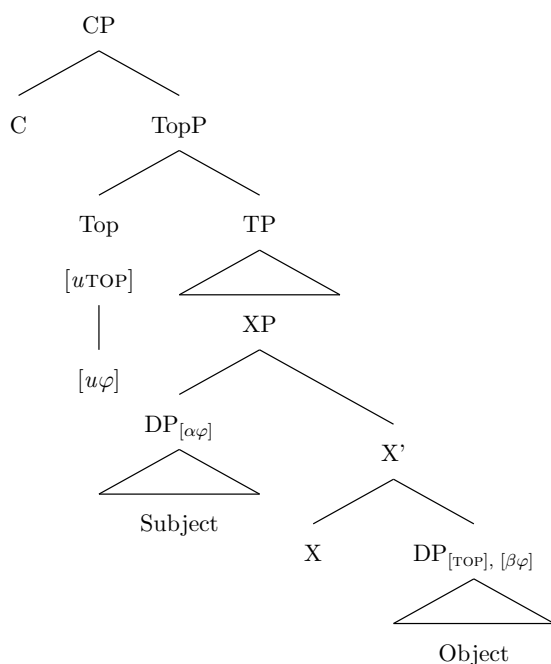 CP
C TopP
Top TP
[uTOP]
XP
[uφ]
DP[αφ]
X'
Subject
X DP[TOP], [βφ]
Object